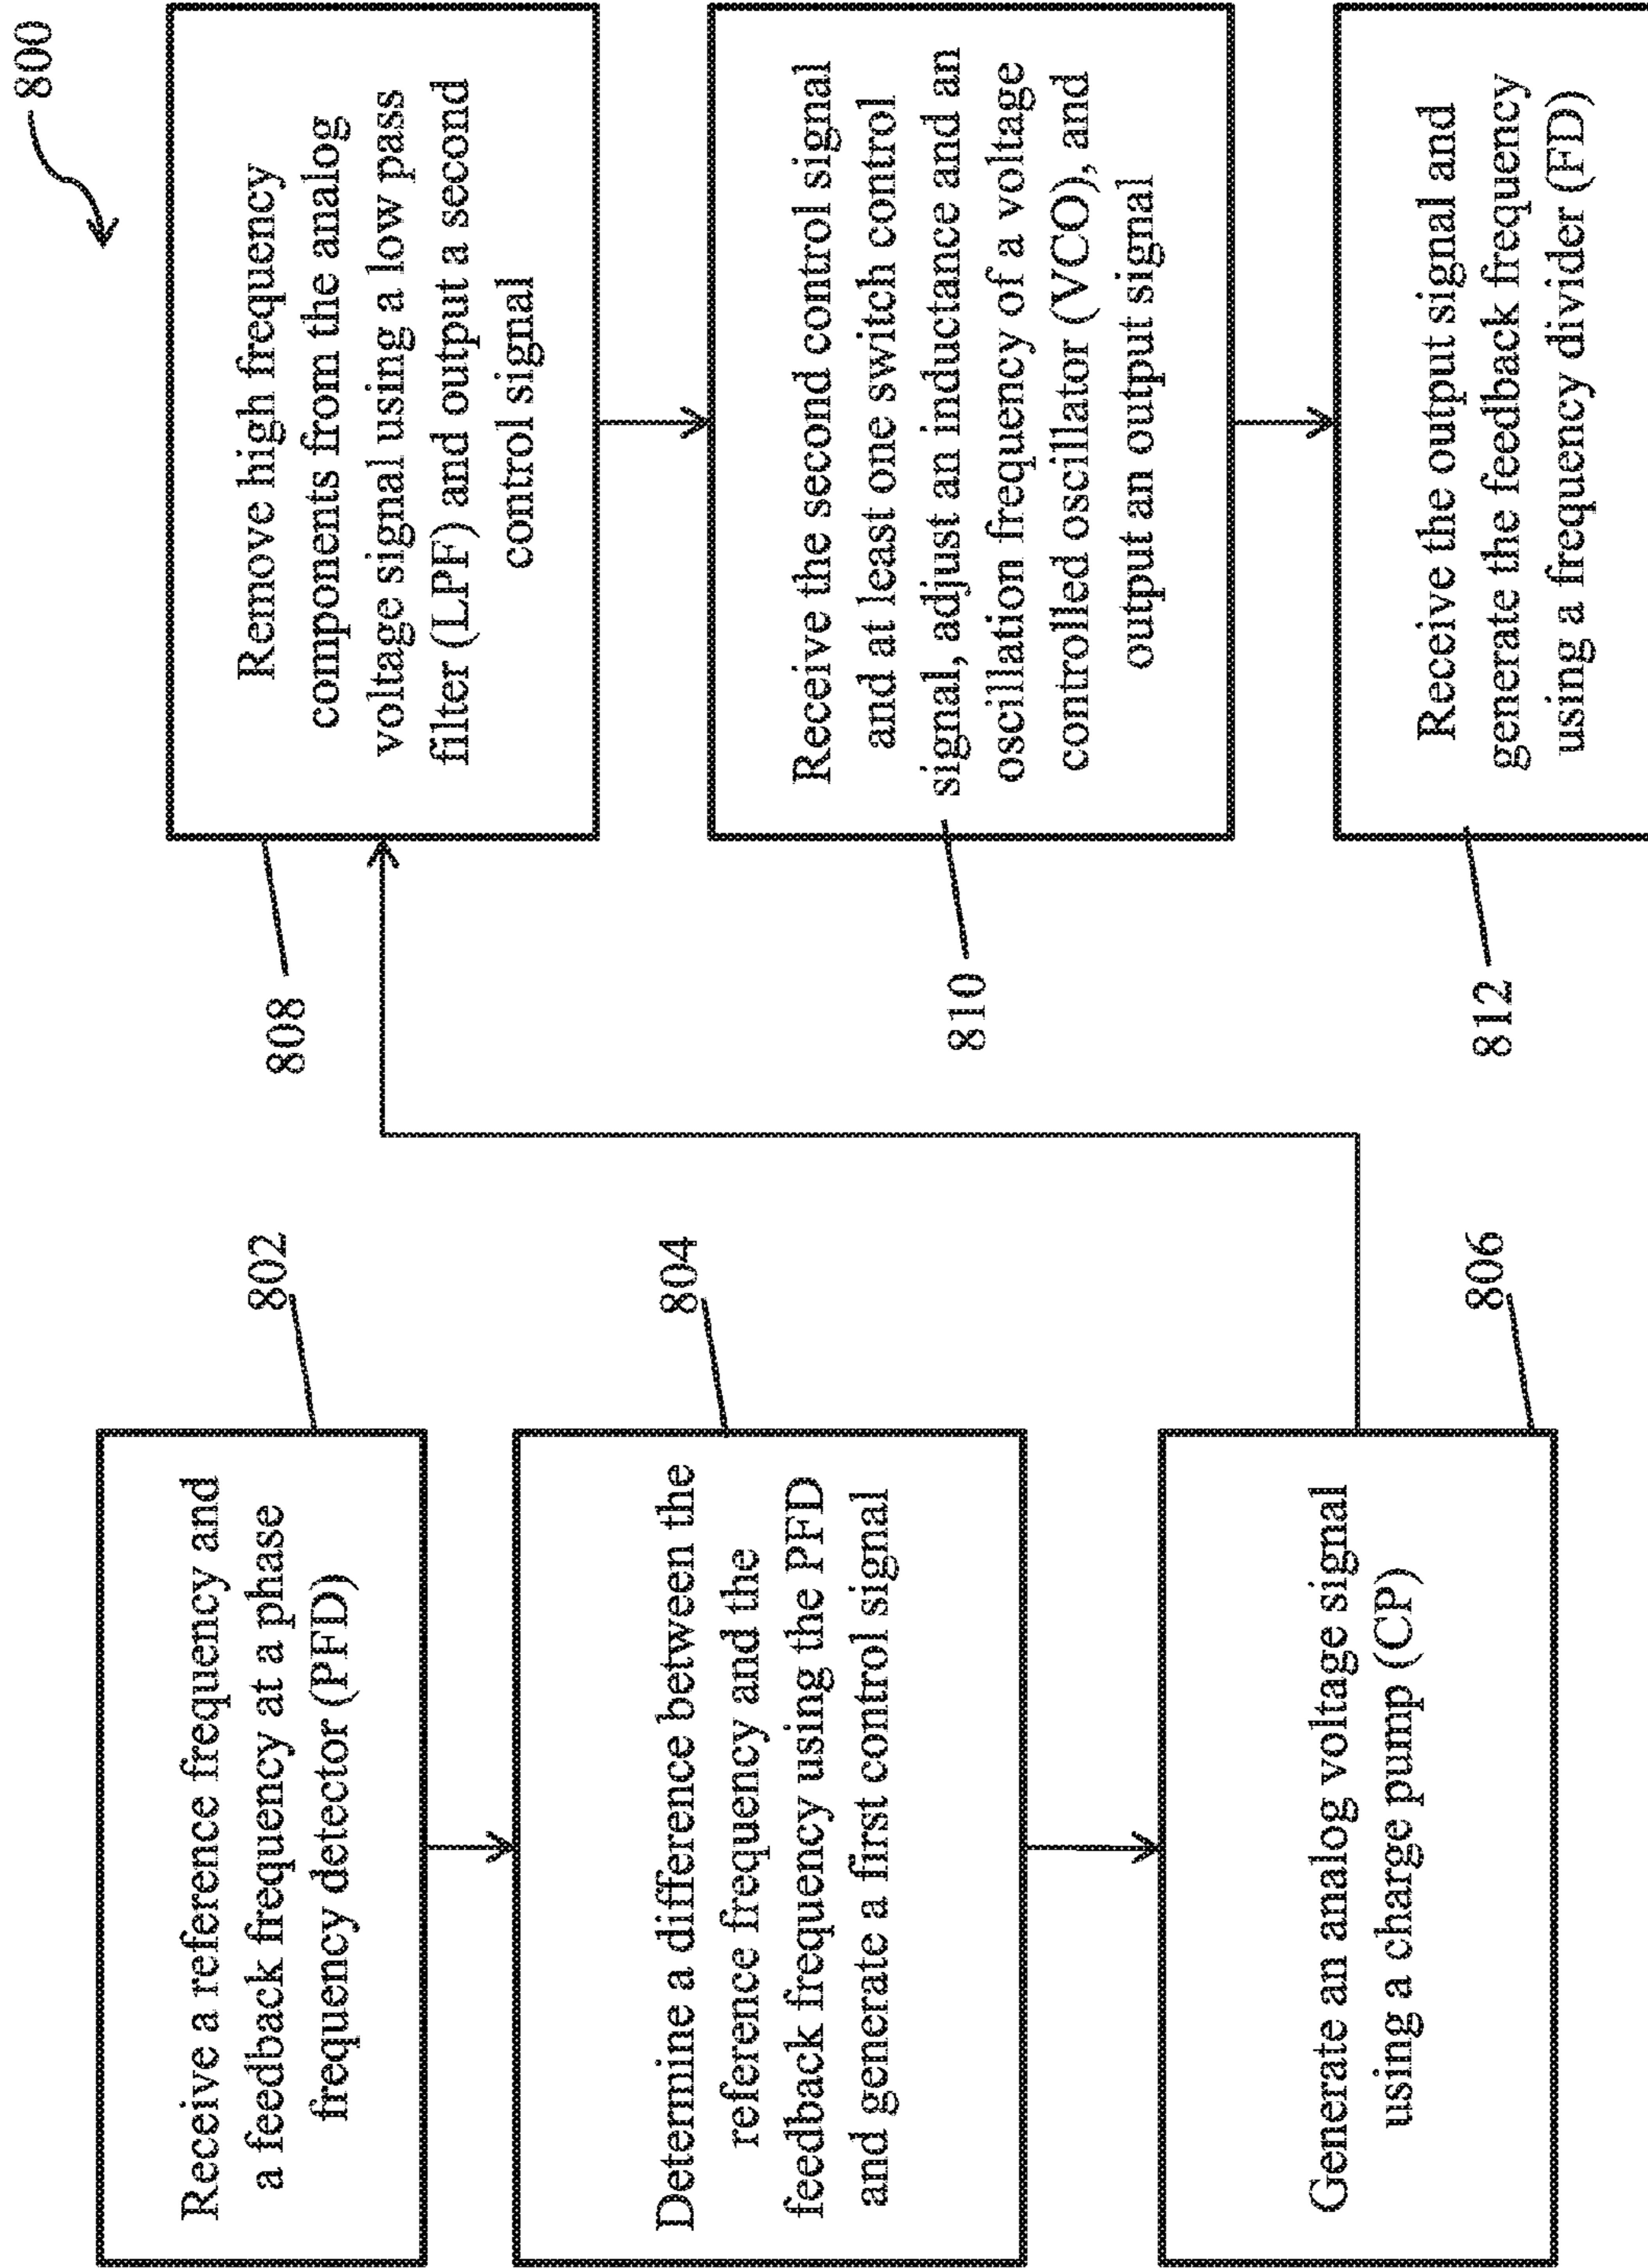 800
802
Receive a reference frequency and
a feedback frequency at a phase
frequency detector (PFD)
804
Determine a difference between the
reference frequency and the
feedback frequency using the PFD
and generate a first control signal
806
Generate an analog voltage signal
using a charge pump (CP)
808
Remove high frequency
components from the analog
voltage signal using a low pass
filter (LPF) and output a second
control signal
810
Receive the second control signal
and at least one switch control
signal, adjust an inductance and an
oscillation frequency of a voltage
controlled oscillator (VCO), and
output an output signal
812
Receive the output signal and
generate the feedback frequency
using a frequency divider (FD)